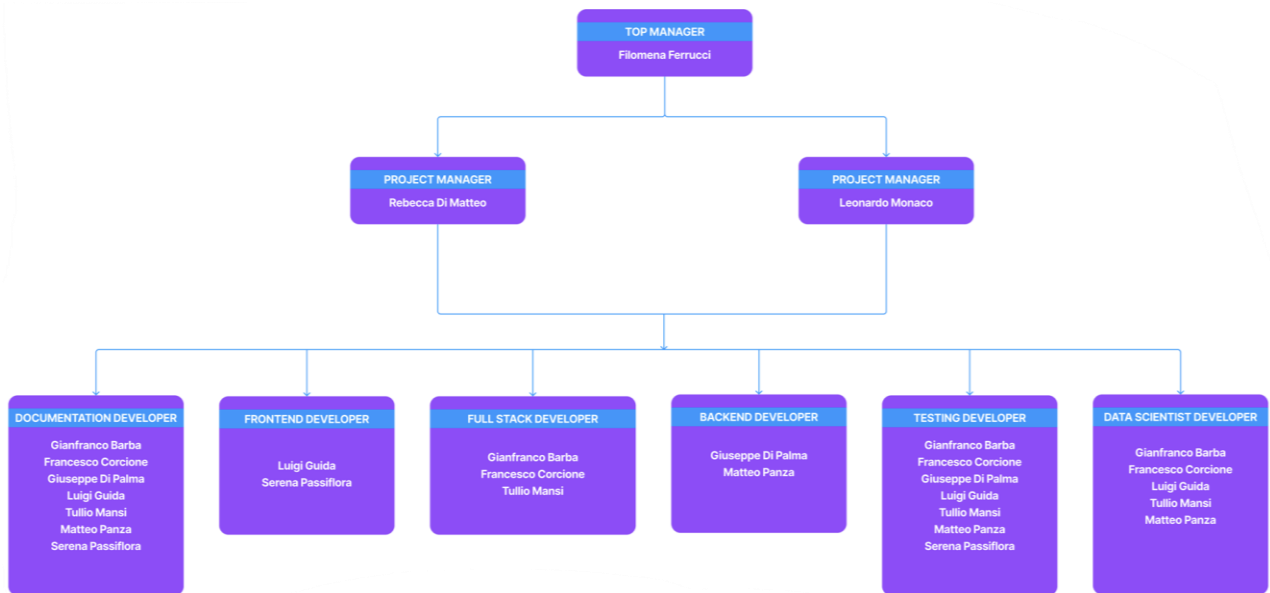 TOP MANAGER
Filomena Ferrucci
PROJECT MANAGER
Rebecca Di Matteo
PROJECT MANAGER
Leonardo Monaco
DOCUMENTATION DEVELOPER
Gianfranco Barba
Francesco Corcione
Giuseppe Di Palma
Luigi Guida
Tullio Mansi
Matteo Panza
Serena Passiflora
FRONTEND DEVELOPER
Luigi Guida
Serena Passiflora
FULL STACK DEVELOPER
Gianfranco Barba
Francesco Corcione
Tullio Mansi
BACKEND DEVELOPER
Giuseppe Di Palma
Matteo Panza
TESTING DEVELOPER
Gianfranco Barba
Francesco Corcione
Giuseppe Di Palma
Luigi Guida
Tullio Mansi
Matteo Panza
Serena Passiflora
DATA SCIENTIST DEVELOPER
Gianfranco Barba
Francesco Corcione
Luigi Guida
Tullio Mansi
Matteo Panza